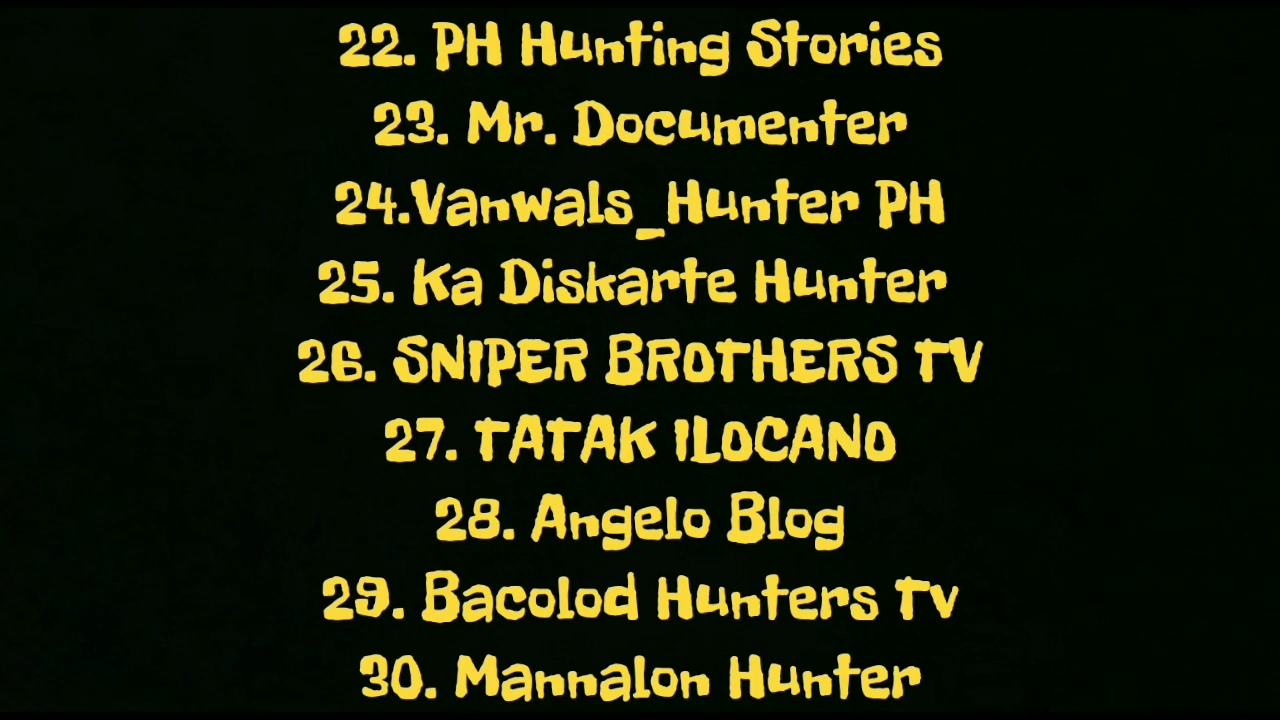 22. PH Hunting Stories
23. Mr. Documenter
24.Vanwals_Hunter PH
25. Ka Diskarte Hunter
26. SNIPER BROTHERS TV
27. TATAK ILOCANO
28. Angelo Blog
29. Bacolod Hunters Tv
30. Mannalon Hunter